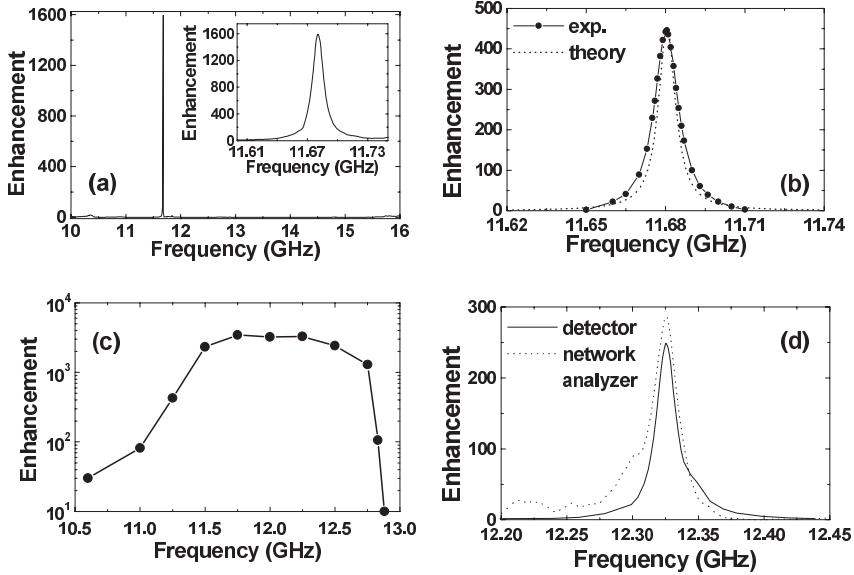 1600
1200
800
400
0
Enhancement
(a)
10 11 12 13 14 15 16
Frequency (GHz)
1600
1200
800
400
0
Enhancement
11.61 11.67 11.73
Frequency (GHz)
500
400
300
200
100
0
Enhancement
exp.
theory
(b)
11.62 11.65 11.68 11.71 11.74
Frequency (GHz)
10^4
10^3
10^2
10^1
Enhancement
(c)
10.5 11.0 11.5 12.0 12.5 13.0
Frequency (GHz)
300
200
100
0
Enhancement
detector
network
analyzer
(d)
12.20 12.25 12.30 12.35 12.40 12.45
Frequency (GHz)